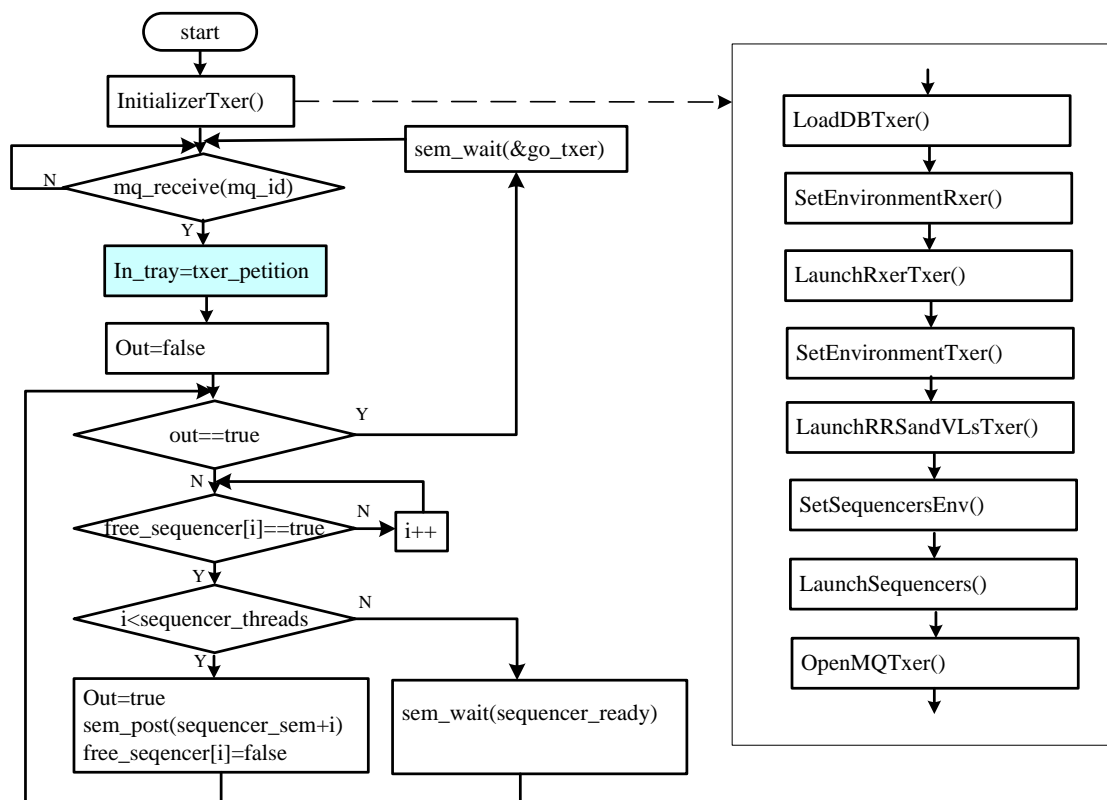 start
InitializerTxer()
sem_wait(&go_txer)
mq_receive(mq_id)
N
Y
In_tray=txer_petition
Out=false
out==true
Y
N
free_sequencer[i]==true
N
i++
Y
i<sequencer_threads
N
Y
Out=true
sem_post(sequencer_sem+i)
free_seqencer[i]=false
sem_wait(sequencer_ready)
LoadDBTxer()
SetEnvironmentRxer()
LaunchRxerTxer()
SetEnvironmentTxer()
LaunchRRSandVLsTxer()
SetSequencersEnv()
LaunchSequencers()
OpenMQTxer()